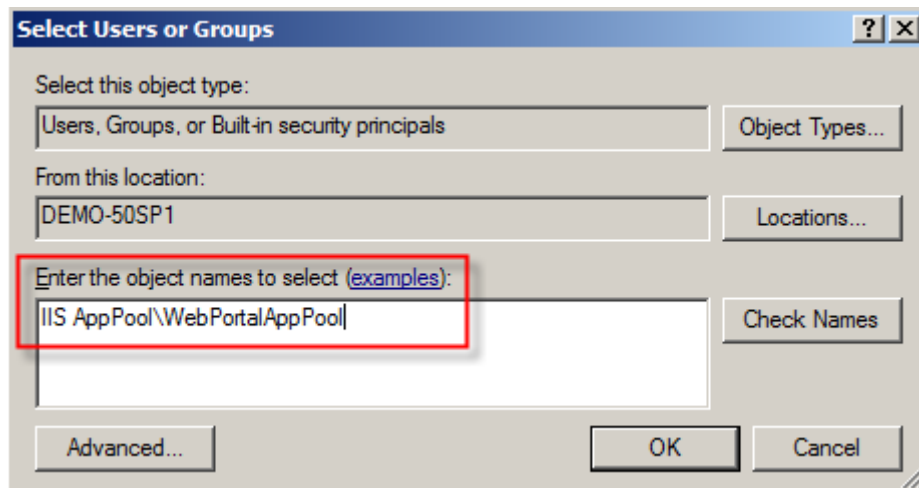 Select Users or Groups
Select this object type:
Users, Groups, or Built-in security principals
Object Types...
From this location:
DEMO-50SP1
Locations...
Enter the object names to select (examples):
IIS AppPool\WebPortalAppPool
Check Names
Advanced...
OK
Cancel